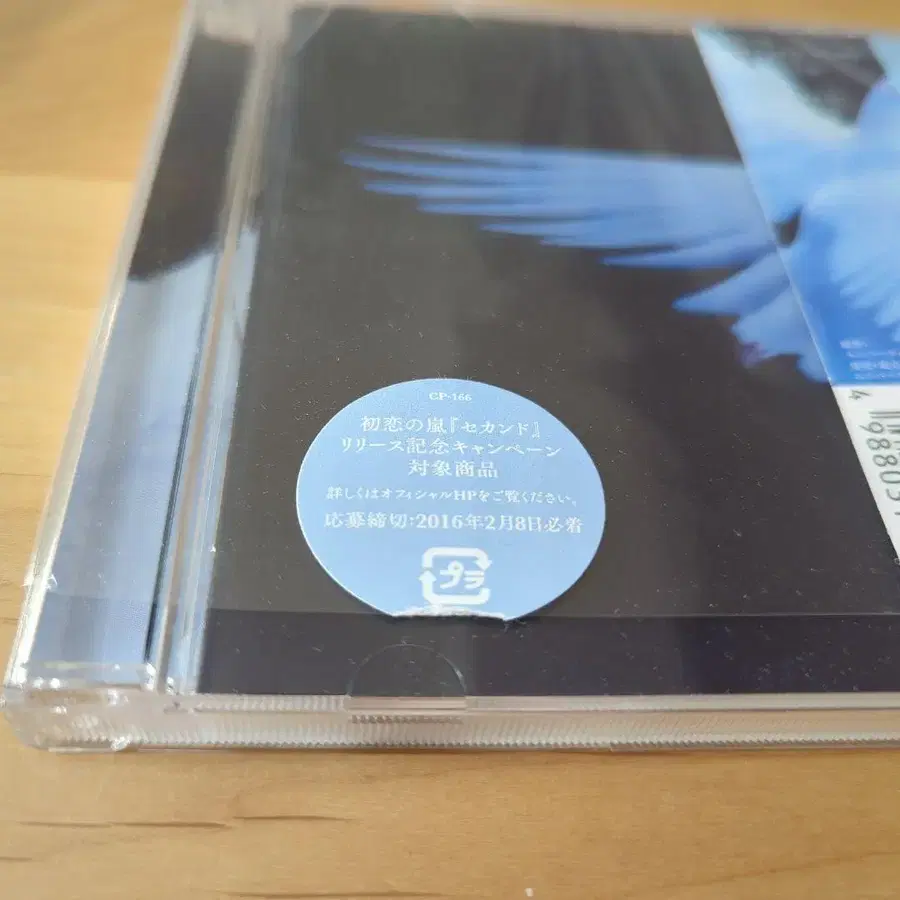 CP-166
初恋の嵐『セカンド』
リリース記念キャンペーン
対象商品
詳しくはオフィシャルHPをご覧ください。
応募締切:2016年2月8日必着
プラ
4